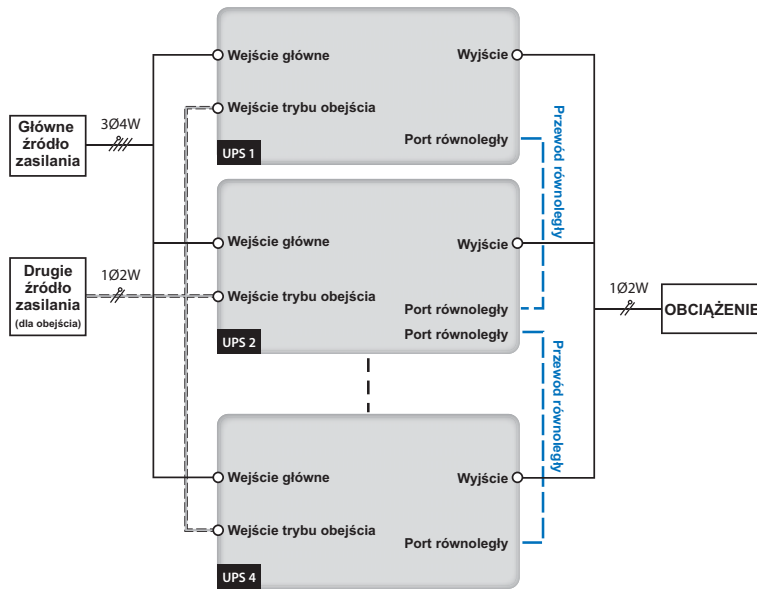 Wejście główne
Wyjście
Wejście trybu obejścia
Port równoległy
UPS 1
Przewód równoległy
3Ø4W
Główne
źródło
zasilania
Wejście główne
Wyjście
Wejście trybu obejścia
Port równoległy
Port równoległy
UPS 2
Przewód równoległy
1Ø2W
Drugie
źródło
zasilania
(dla obejścia)
1Ø2W
OBCIĄŻENIE
Wejście główne
Wyjście
Wejście trybu obejścia
Port równoległy
UPS 4